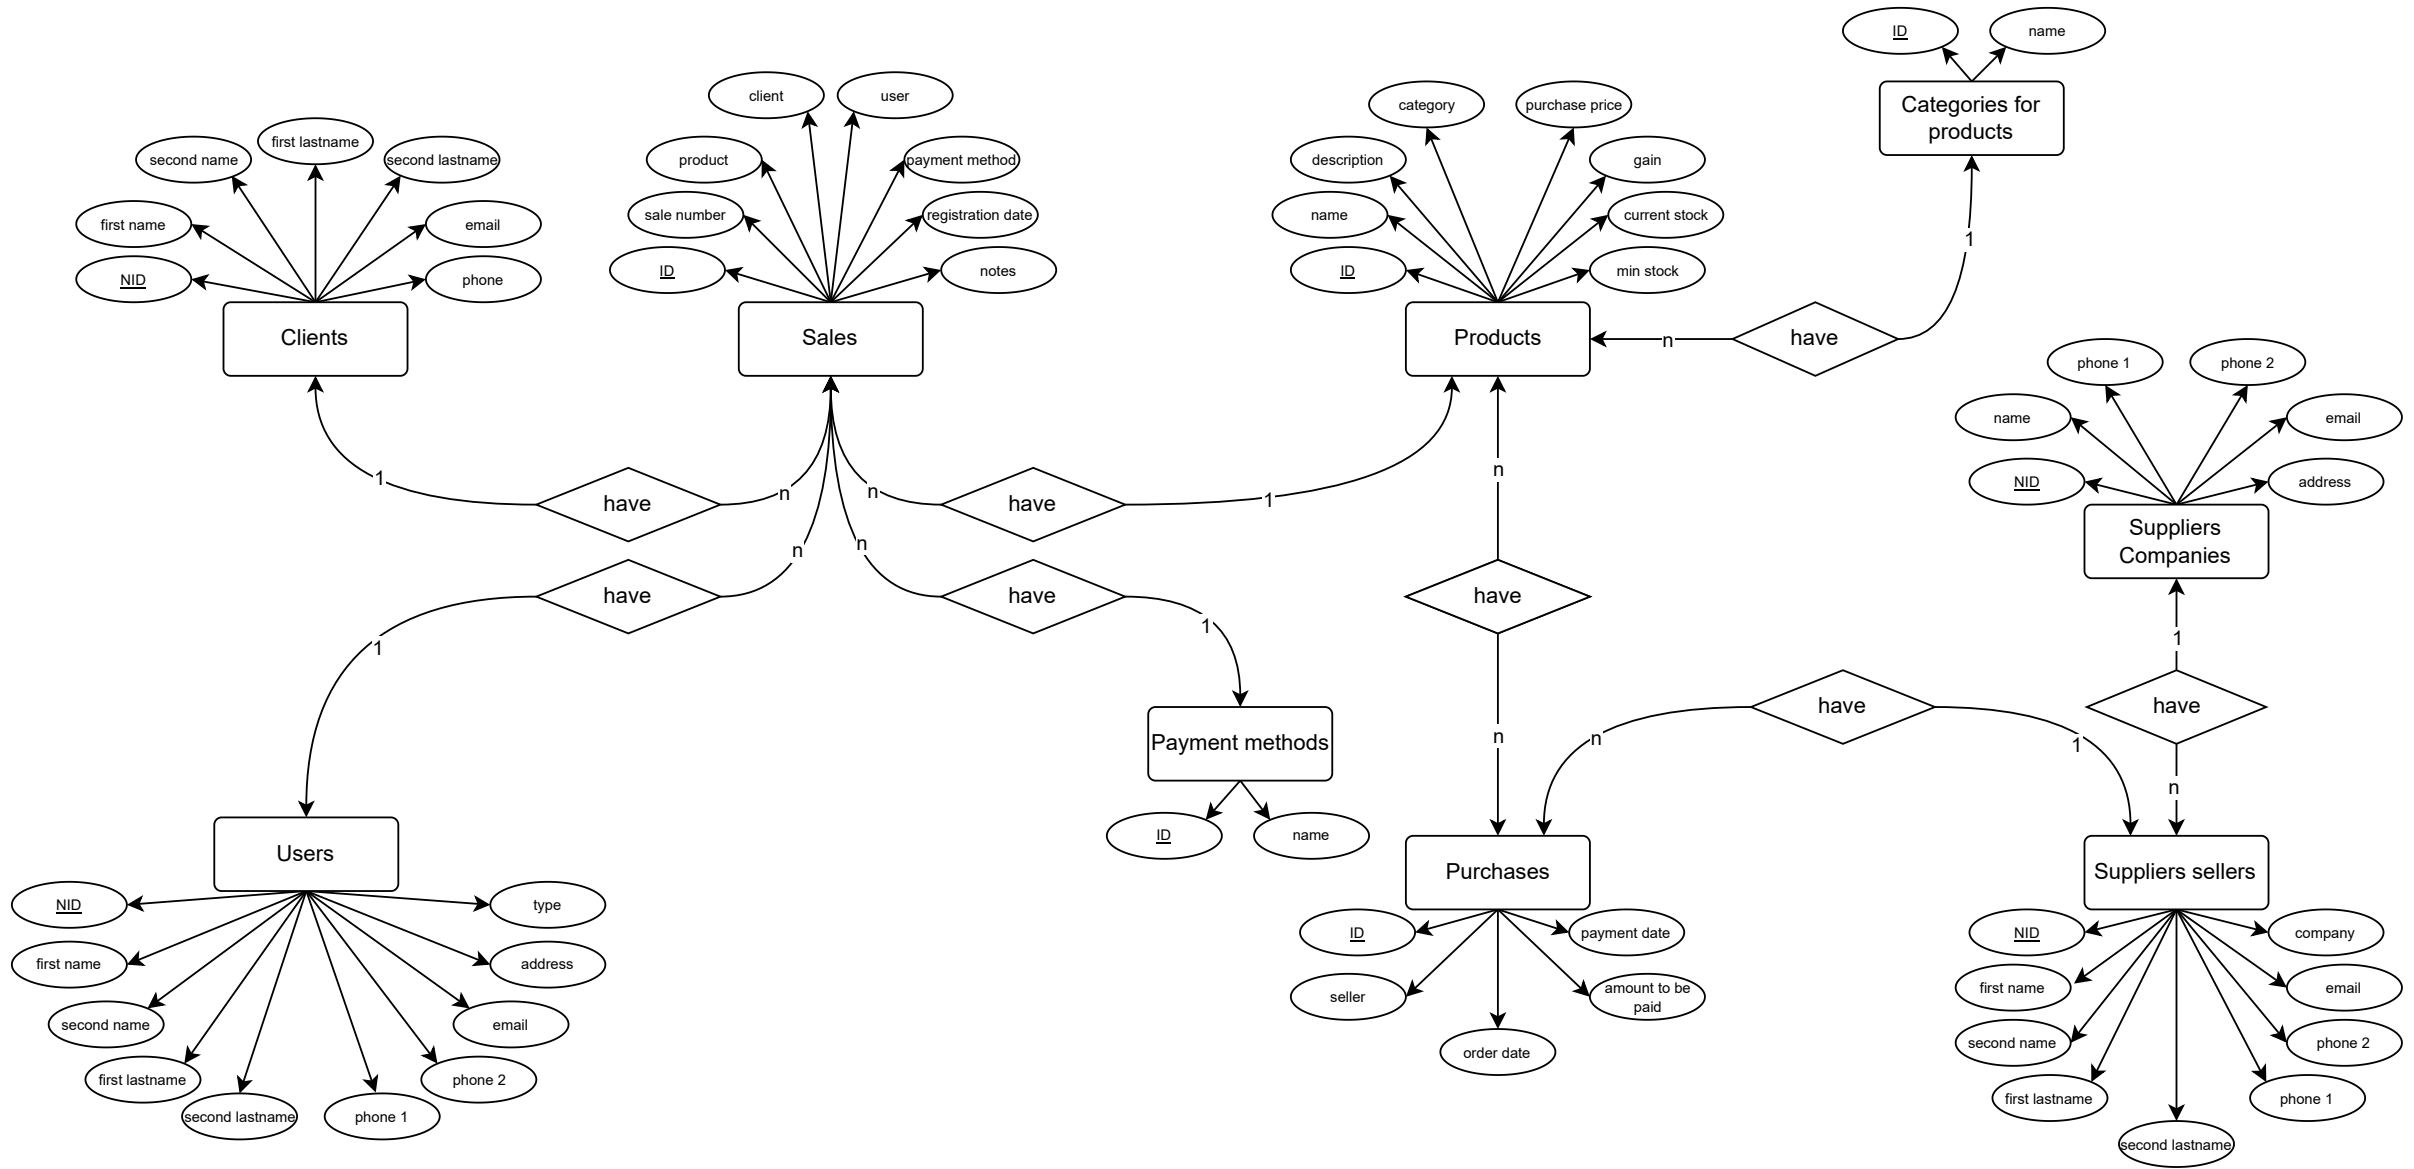 ID
name
Categories for
products
client
user
category
purchase price
first lastname
second name
second lastname
product
payment method
description
gain
first name
email
sale number
registration date
name
current stock
NID
phone
ID
notes
ID
min stock
1
Clients
Sales
Products
n
have
phone 1
phone 2
name
email
NID
address
Suppliers
Companies
1
have
n
n
have
1
n
n
have
n
n
have
1
have
1
1
have
1
n
have
1
have
n
Payment methods
ID
name
Users
Purchases
Suppliers sellers
NID
type
ID
payment date
NID
company
first name
address
seller
amount to be
paid
first name
email
second name
email
order date
second name
phone 2
first lastname
phone 2
first lastname
phone 1
second lastname
phone 1
second lastname